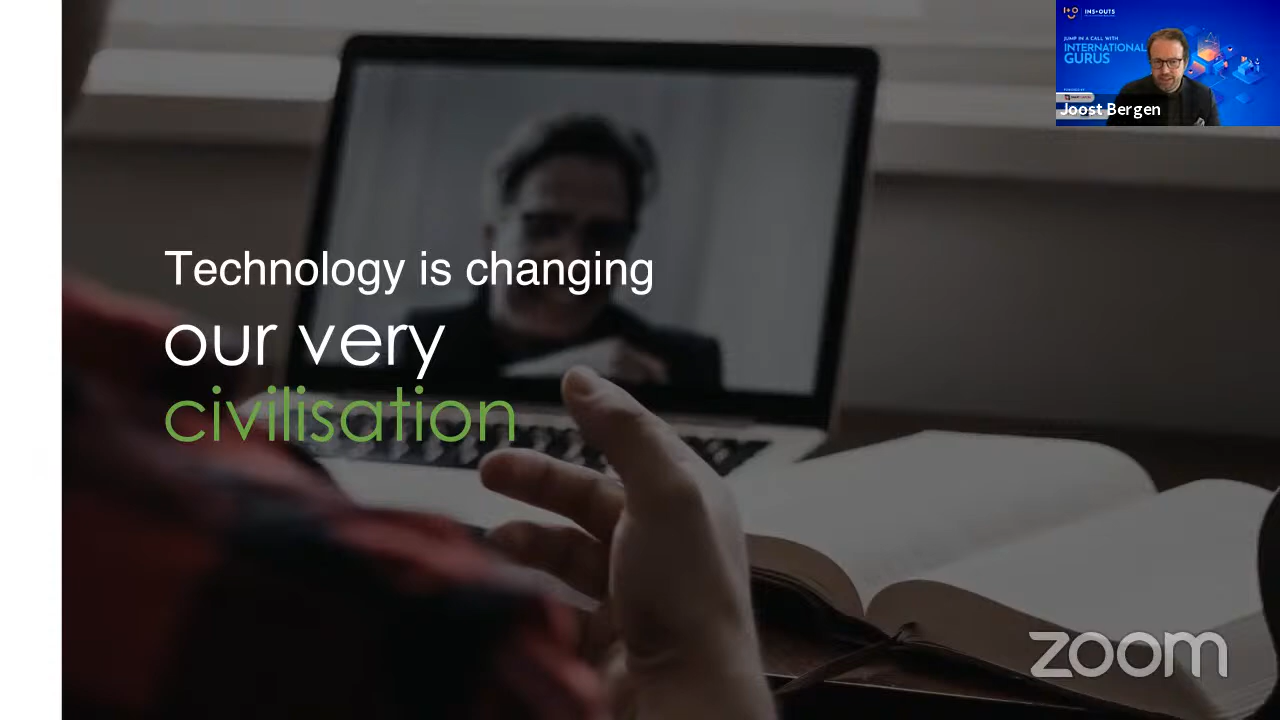 INS+OUTS
JUMP IN A CALL WITH
INTERNATIONAL
GURUS
Joost Bergen
Technology is changing
our very
civilisation
zoom